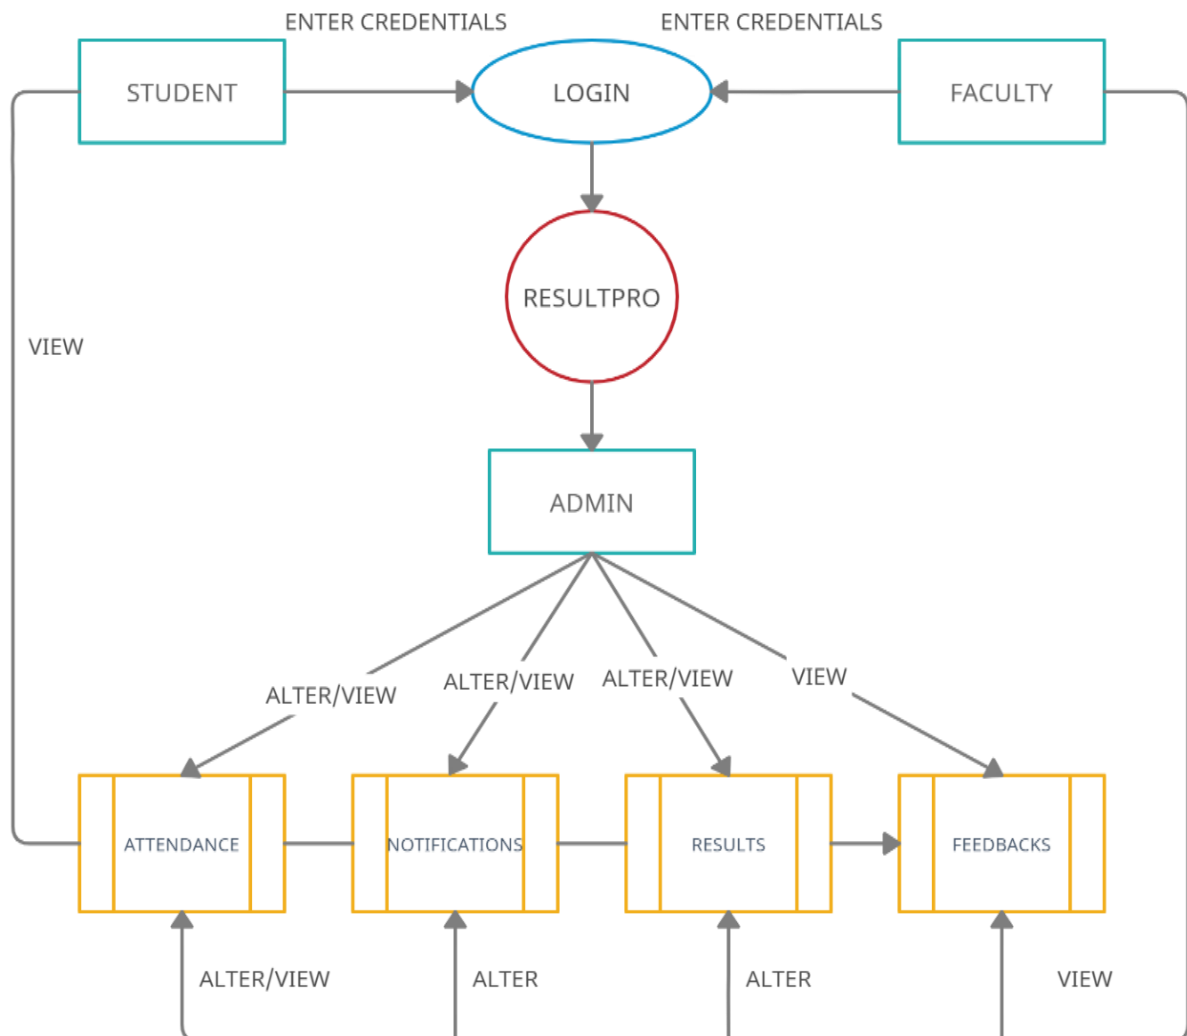 ENTER CREDENTIALS
ENTER CREDENTIALS
STUDENT
LOGIN
FACULTY
RESULTPRO
VIEW
ADMIN
ALTER/VIEW
ALTER/VIEW
ALTER/VIEW
VIEW
ATTENDANCE
NOTIFICATIONS
RESULTS
FEEDBACKS
ALTER/VIEW
ALTER
ALTER
VIEW